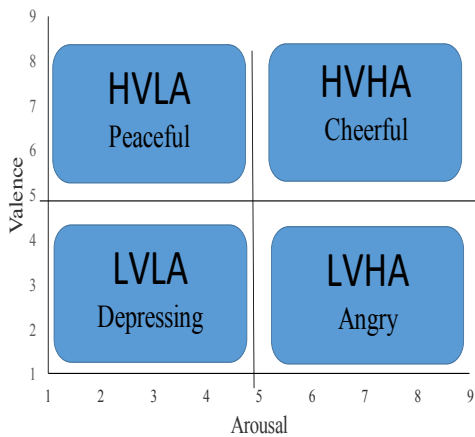 Valence
9
8
7
6
5
4
3
2
1
HVLA
Peaceful
HVHA
Cheerful
LVLA
Depressing
LVHA
Angry
1 2 3 4 5 6 7 8 9
Arousal